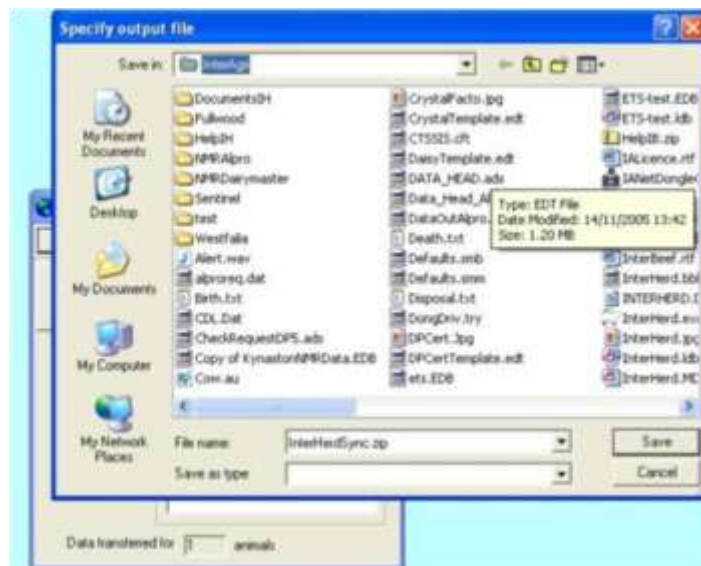 Specify output file
Save in: InterAgri
My Recent Documents
Desktop
My Documents
My Computer
My Network Places
DocumentsIH
Fullwood
HelpIH
NMRAlpro
NMRDairymaster
Sentinel
test
Westfalia
Alert.wav
alproreq.dat
Birth.txt
CDL.Dat
CheckRequestDP5.ads
Copy of KynastonNMRData.EDB
Cow.au
CrystalFacts.jpg
CrystalTemplate.edt
CTSSIS.cft
DaisyTemplate.edt
DATA_HEAD.ads
Data_Head_Al
DataOutAlpro.
Death.txt
Defaults.smb
Defaults.smm
Disposal.txt
DongDriv.try
DPCert.jpg
DPCertTemplate.edt
ets.EDB
ETS-test.EDB
ETS-test.ldb
HelpIB.zip
IALicence.rtf
IANetDongle
Type: EDT File
Date Modified: 14/11/2005 13:42
Size: 1.20 MB
InterBeef.rtf
InterHerd.bbl
INTERHERD.D
InterHerd.exe
InterHerd.jpg
InterHerd.ldb
InterHerd.MD
File name: InterHerdSync.zip
Save
Save as type:
Cancel
Data transferred for 1 animals